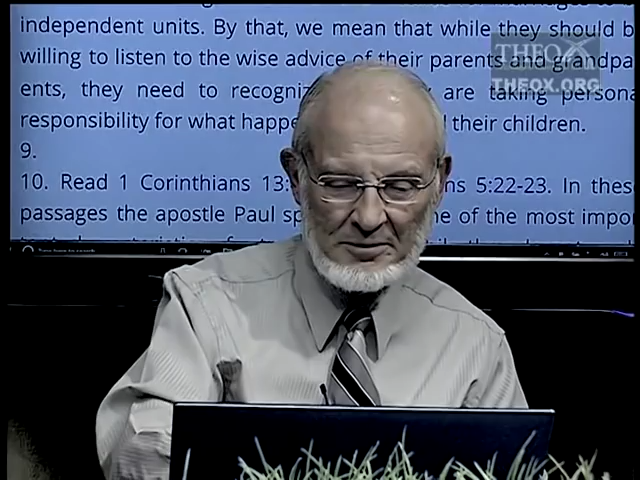 independent units. By that, we mean that while they should b
willing to listen to the wise advice of their parents and grandpa
ents, they need to recogniz are taking persona
responsibility for what happe their children.
9.
10. Read 1 Corinthians 13: ns 5:22-23. In thes
passages the apostle Paul sp ne of the most impo
THEOX
THEOX.ORG